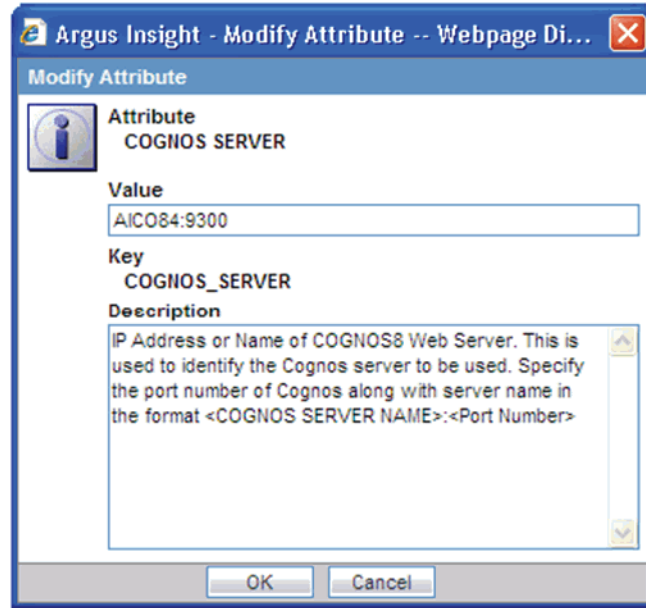 Argus Insight - Modify Attribute -- Webpage Di...
Modify Attribute
Attribute
COGNOS SERVER
Value
AICO84:9300
Key
COGNOS_SERVER
Description
IP Address or Name of COGNOS8 Web Server. This is
used to identify the Cognos server to be used. Specify
the port number of Cognos along with server name in
the format <COGNOS SERVER NAME>:<Port Number>
OK Cancel